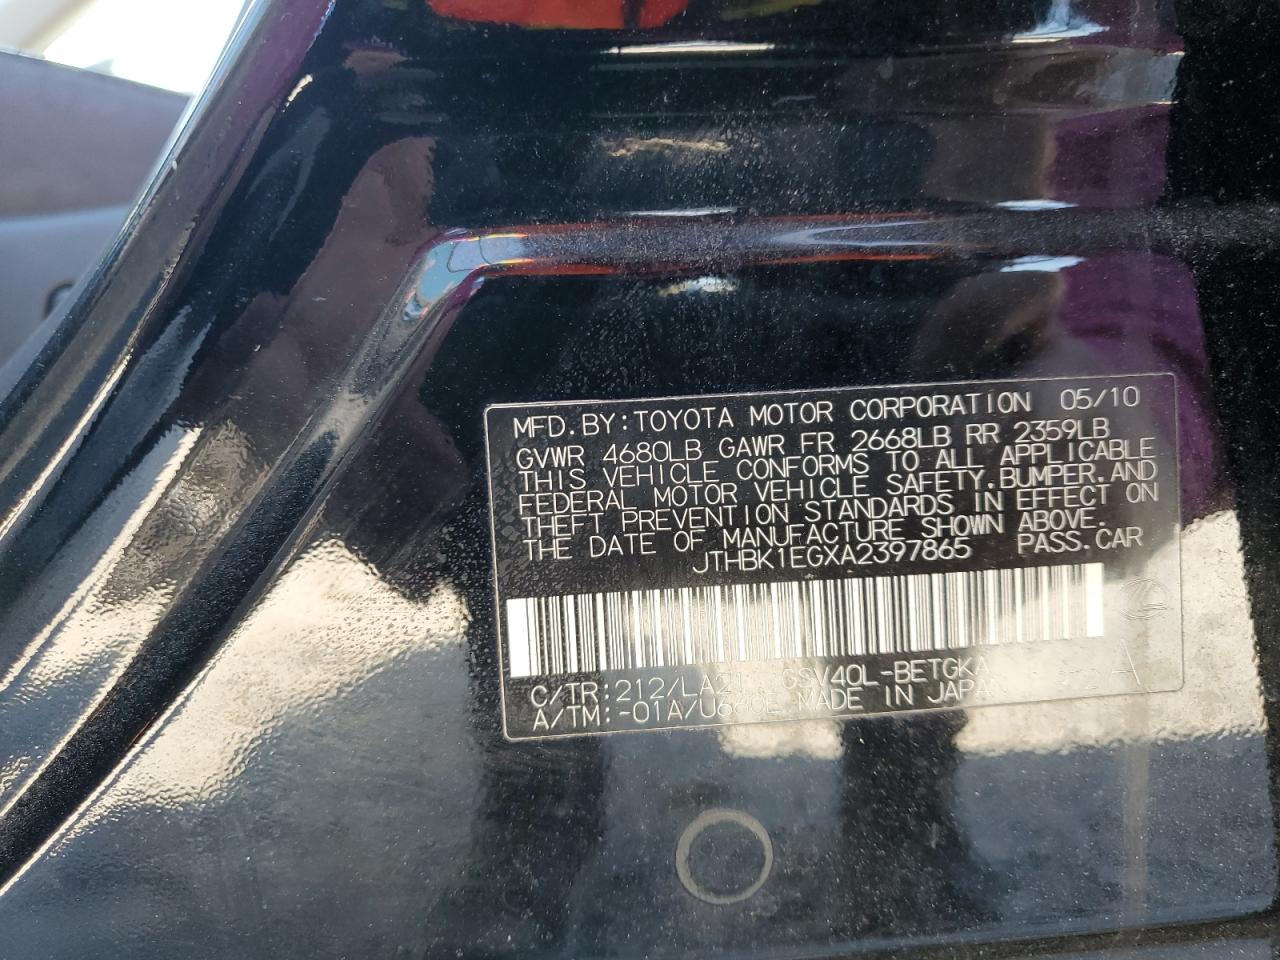 MFD. BY: TOYOTA MOTOR CORPORATION 05/10
GVWR 4680LB GAWR FR 2668LB RR 2359LB
THIS VEHICLE CONFORMS TO ALL APPLICABLE
FEDERAL MOTOR VEHICLE SAFETY, BUMPER, AND
THEFT PREVENTION STANDARDS IN EFFECT ON
THE DATE OF MANUFACTURE SHOWN ABOVE.
JTHBK1EGXA2397865 PASS. CAR
C/TR: 212/LA21 GSV40L-BETGKA
A/TM: -01A/U660E MADE IN JAPAN